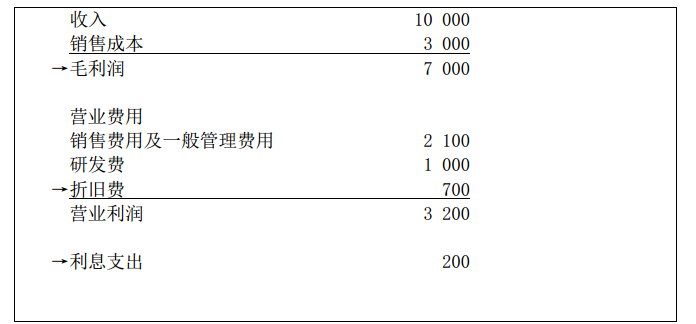 收入 10 000
销售成本 3 000
→毛利润 7 000
营业费用
销售费用及一般管理费用 2 100
研发费 1 000
→折旧费 700
营业利润 3 200
→利息支出 200